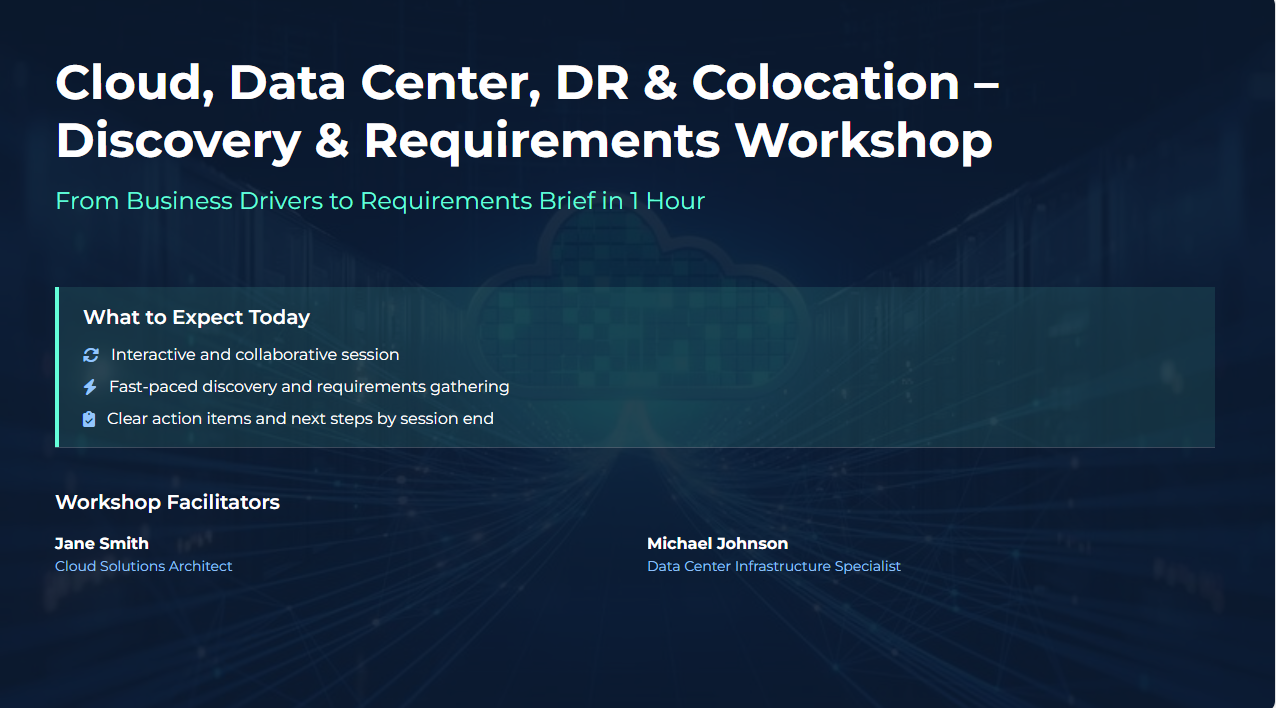 Cloud, Data Center, DR & Colocation –
Discovery & Requirements Workshop
From Business Drivers to Requirements Brief in 1 Hour
What to Expect Today
Interactive and collaborative session
Fast-paced discovery and requirements gathering
Clear action items and next steps by session end
Workshop Facilitators
Jane Smith
Cloud Solutions Architect
Michael Johnson
Data Center Infrastructure Specialist